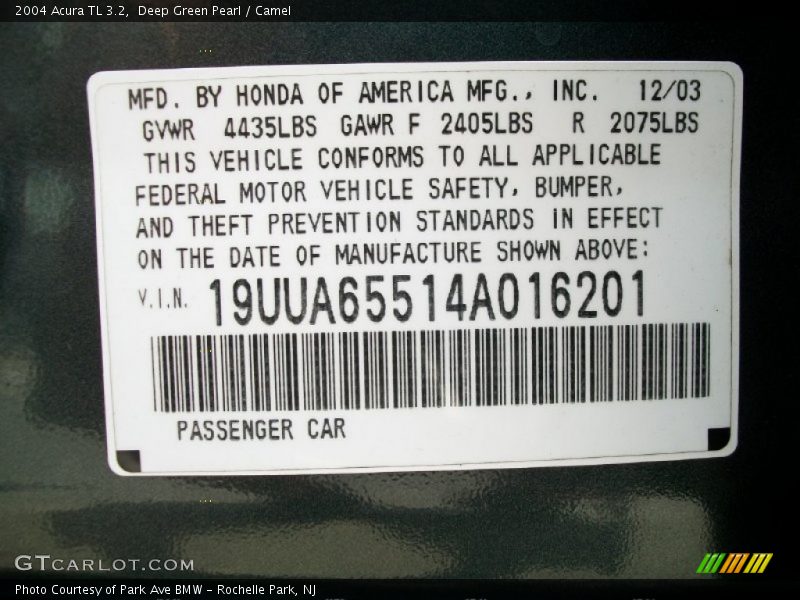 2004 Acura TL 3.2, Deep Green Pearl / Camel
MFD. BY HONDA OF AMERICA MFG., INC. 12/03
GVWR 4435LBS GAWR F 2405LBS R 2075LBS
THIS VEHICLE CONFORMS TO ALL APPLICABLE
FEDERAL MOTOR VEHICLE SAFETY, BUMPER,
AND THEFT PREVENTION STANDARDS IN EFFECT
ON THE DATE OF MANUFACTURE SHOWN ABOVE:
V.I.N. 19UUA65514A016201
PASSENGER CAR
GTCARLOT.COM
Photo Courtesy of Park Ave BMW - Rochelle Park, NJ